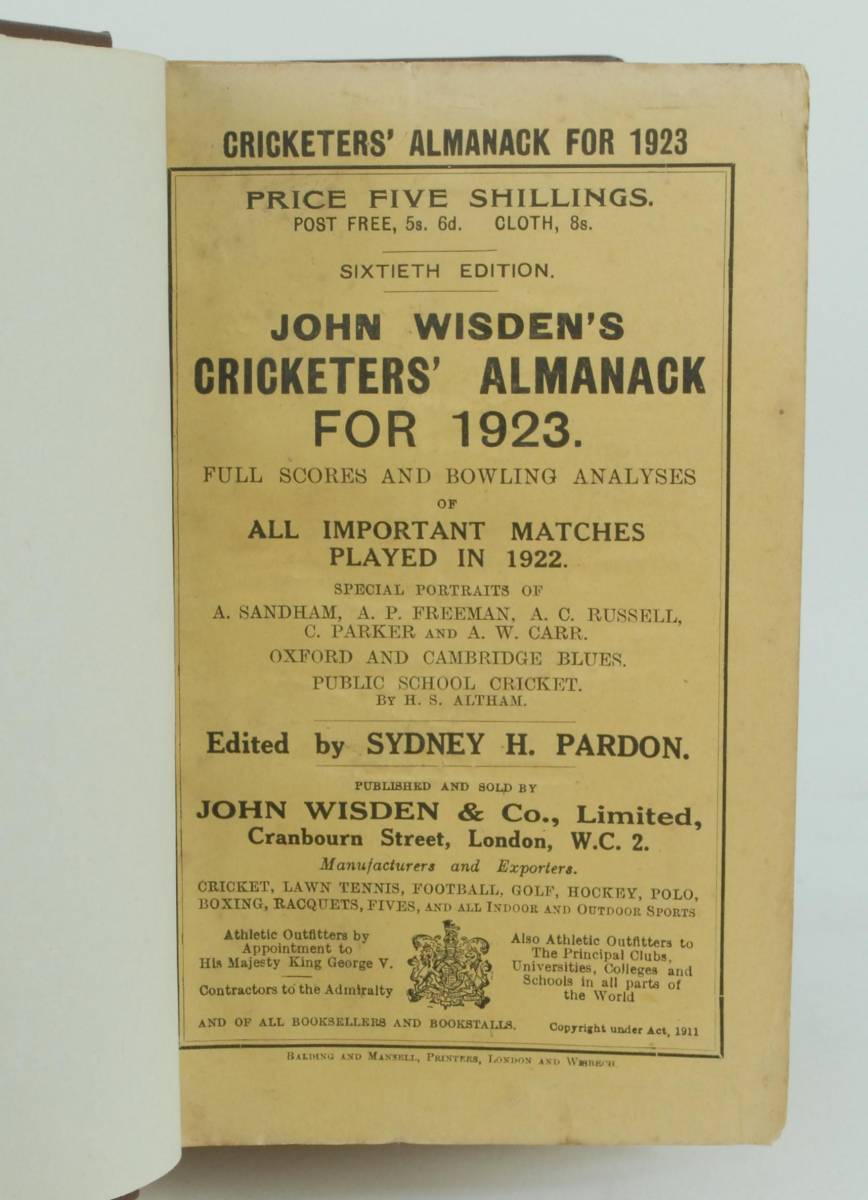 CRICKETERS' ALMANACK FOR 1923
PRICE FIVE SHILLINGS.
POST FREE, 5s. 6d. CLOTH, 8s.
SIXTIETH EDITION.
JOHN WISDEN'S
CRICKETERS' ALMANACK
FOR 1923.
FULL SCORES AND BOWLING ANALYSES
OF
ALL IMPORTANT MATCHES
PLAYED IN 1922.
SPECIAL PORTRAITS OF
A. SANDHAM, A. P. FREEMAN, A. C. RUSSELL,
C. PARKER AND A. W. CARR.
OXFORD AND CAMBRIDGE BLUES.
PUBLIC SCHOOL CRICKET.
BY H. S. ALTHAM.
Edited by SYDNEY H. PARDON.
PUBLISHED AND SOLD BY
JOHN WISDEN & Co., Limited,
Cranbourn Street, London, W.C. 2.
Manufacturers and Exporters.
CRICKET, LAWN TENNIS, FOOTBALL, GOLF, HOCKEY, POLO,
BOXING, RACQUETS, FIVES, AND ALL INDOOR AND OUTDOOR SPORTS
Athletic Outfitters by
Appointment to
His Majesty King George V.
Contractors to the Admiralty
Also Athletic Outfitters to
The Principal Clubs,
Universities, Colleges and
Schools in all parts of
the World
AND OF ALL BOOKSELLERS AND BOOKSTALLS.
Copyright under Act, 1911
BALDING AND MANSELL, PRINTERS, LONDON AND WISBECH.